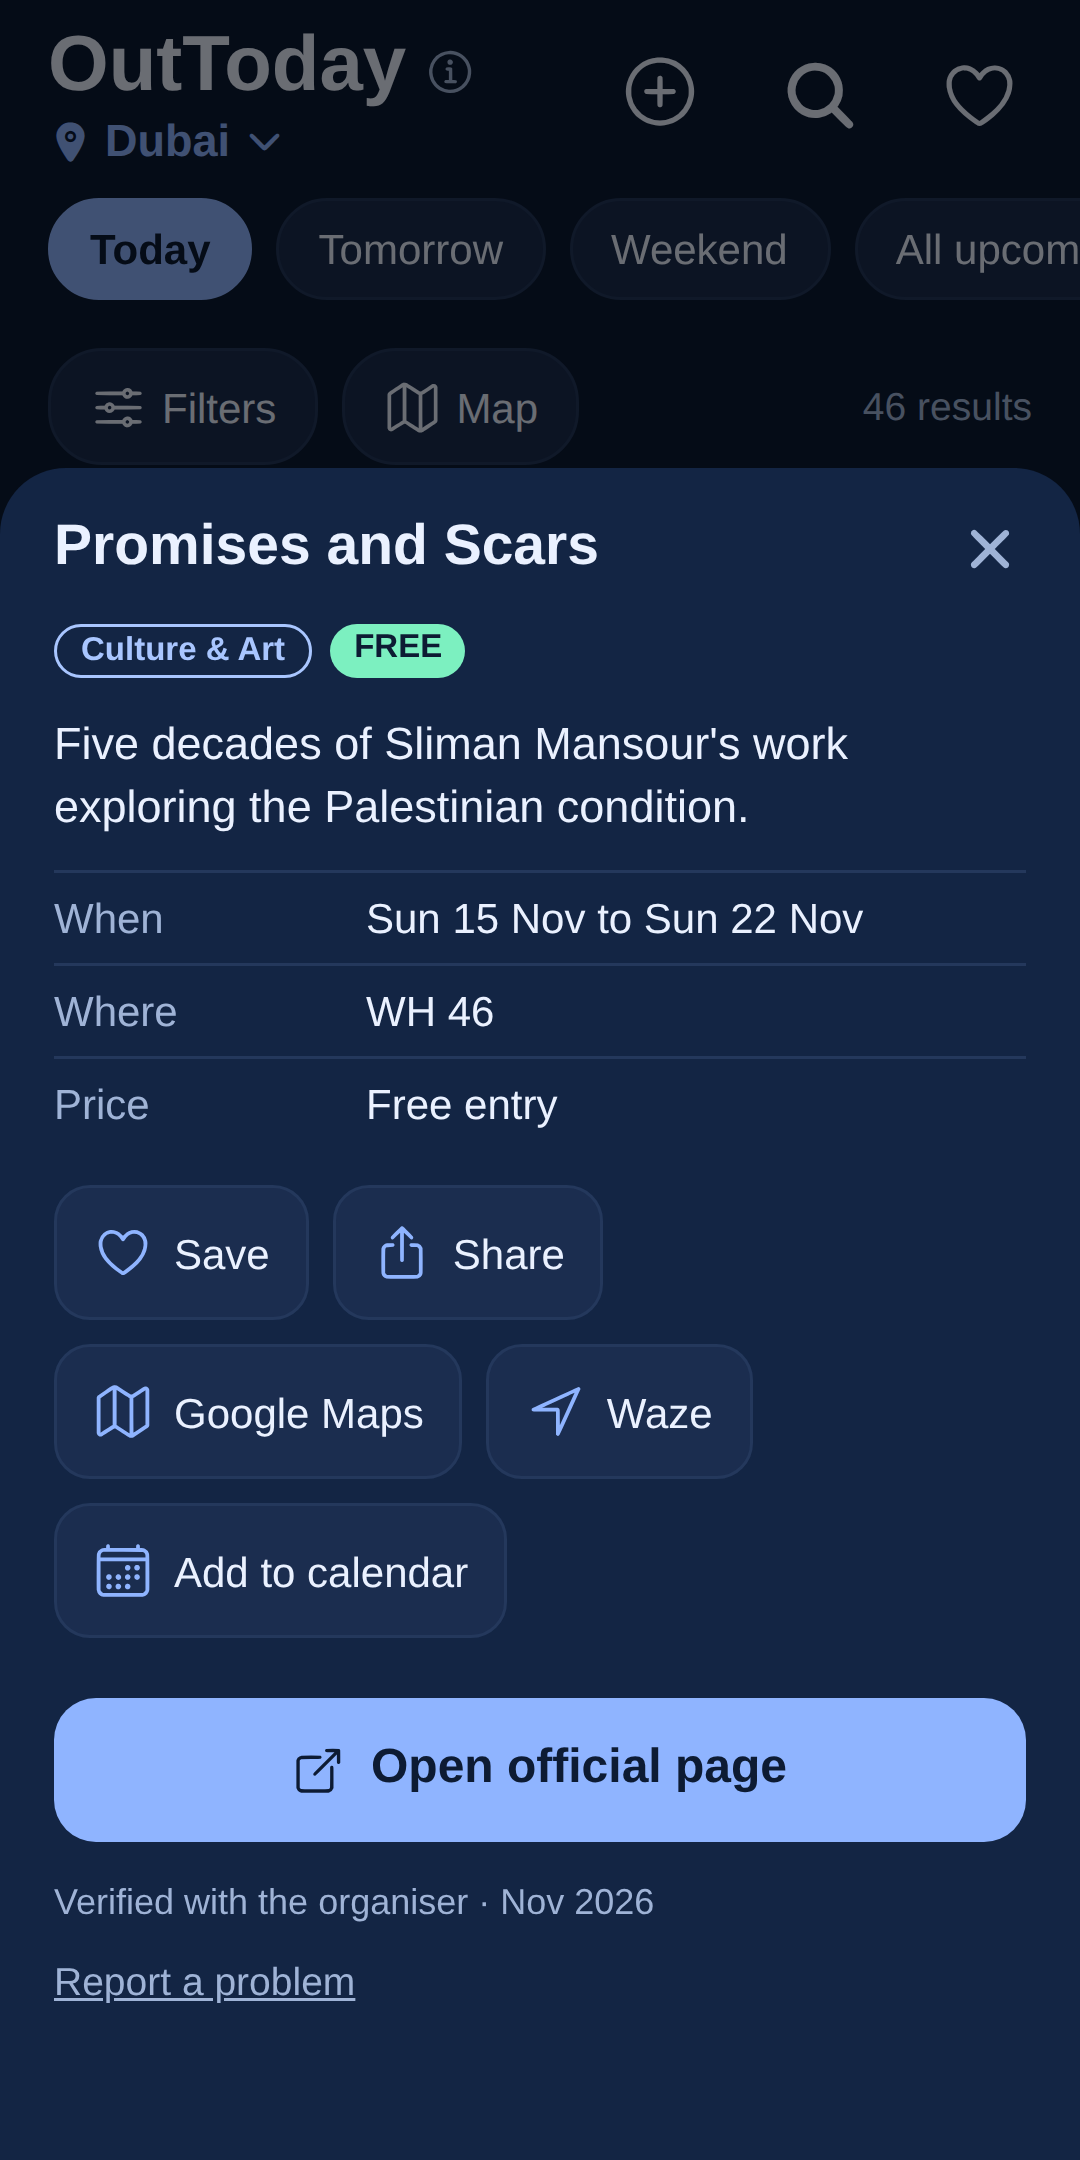 OutToday
Dubai
Today Tomorrow Weekend All upcom
Filters Map 46 results
Promises and Scars
Culture & Art FREE
Five decades of Sliman Mansour's work
exploring the Palestinian condition.
When Sun 15 Nov to Sun 22 Nov
Where WH 46
Price Free entry
Save Share
Google Maps Waze
Add to calendar
Open official page
Verified with the organiser · Nov 2026
Report a problem